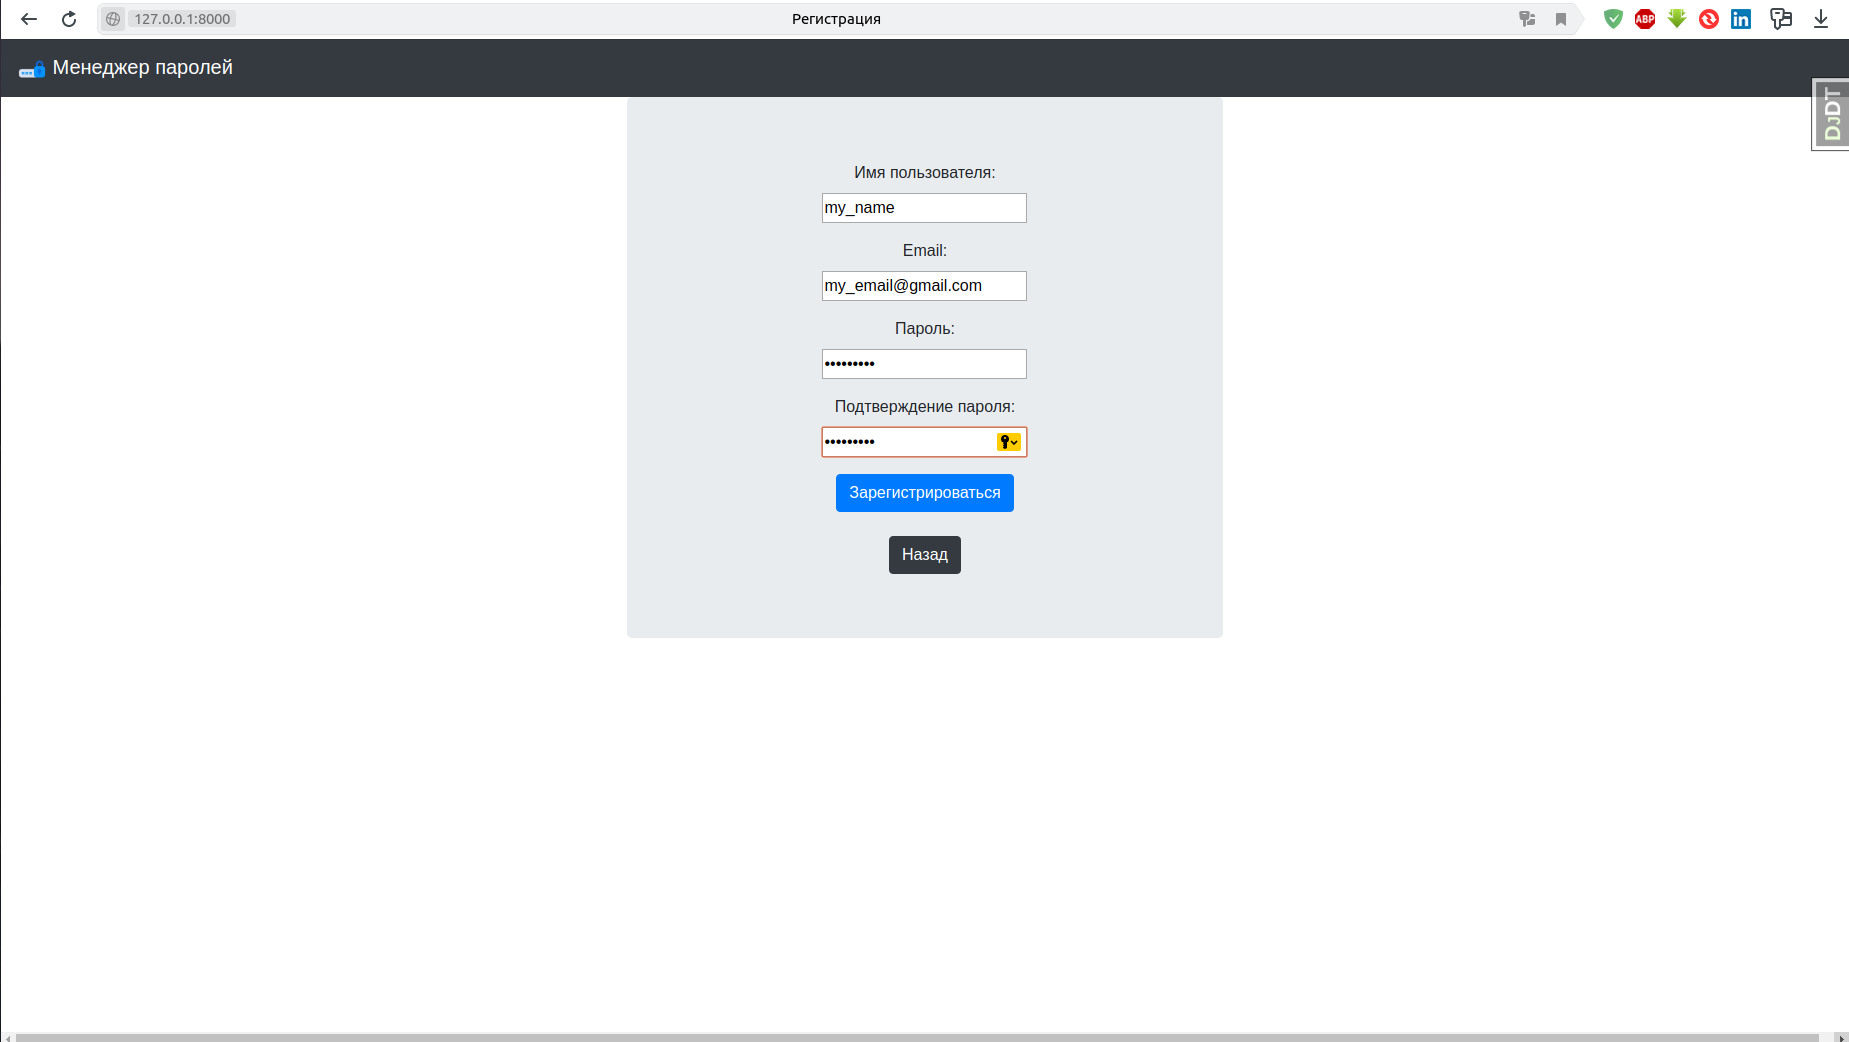 127.0.0.1:8000
Регистрация
ABP
in
Менеджер паролей
DJDT
Имя пользователя:
my_name
Email:
my_email@gmail.com
Пароль:
•••••••••
Подтверждение пароля:
•••••••••
Зарегистрироваться
Назад